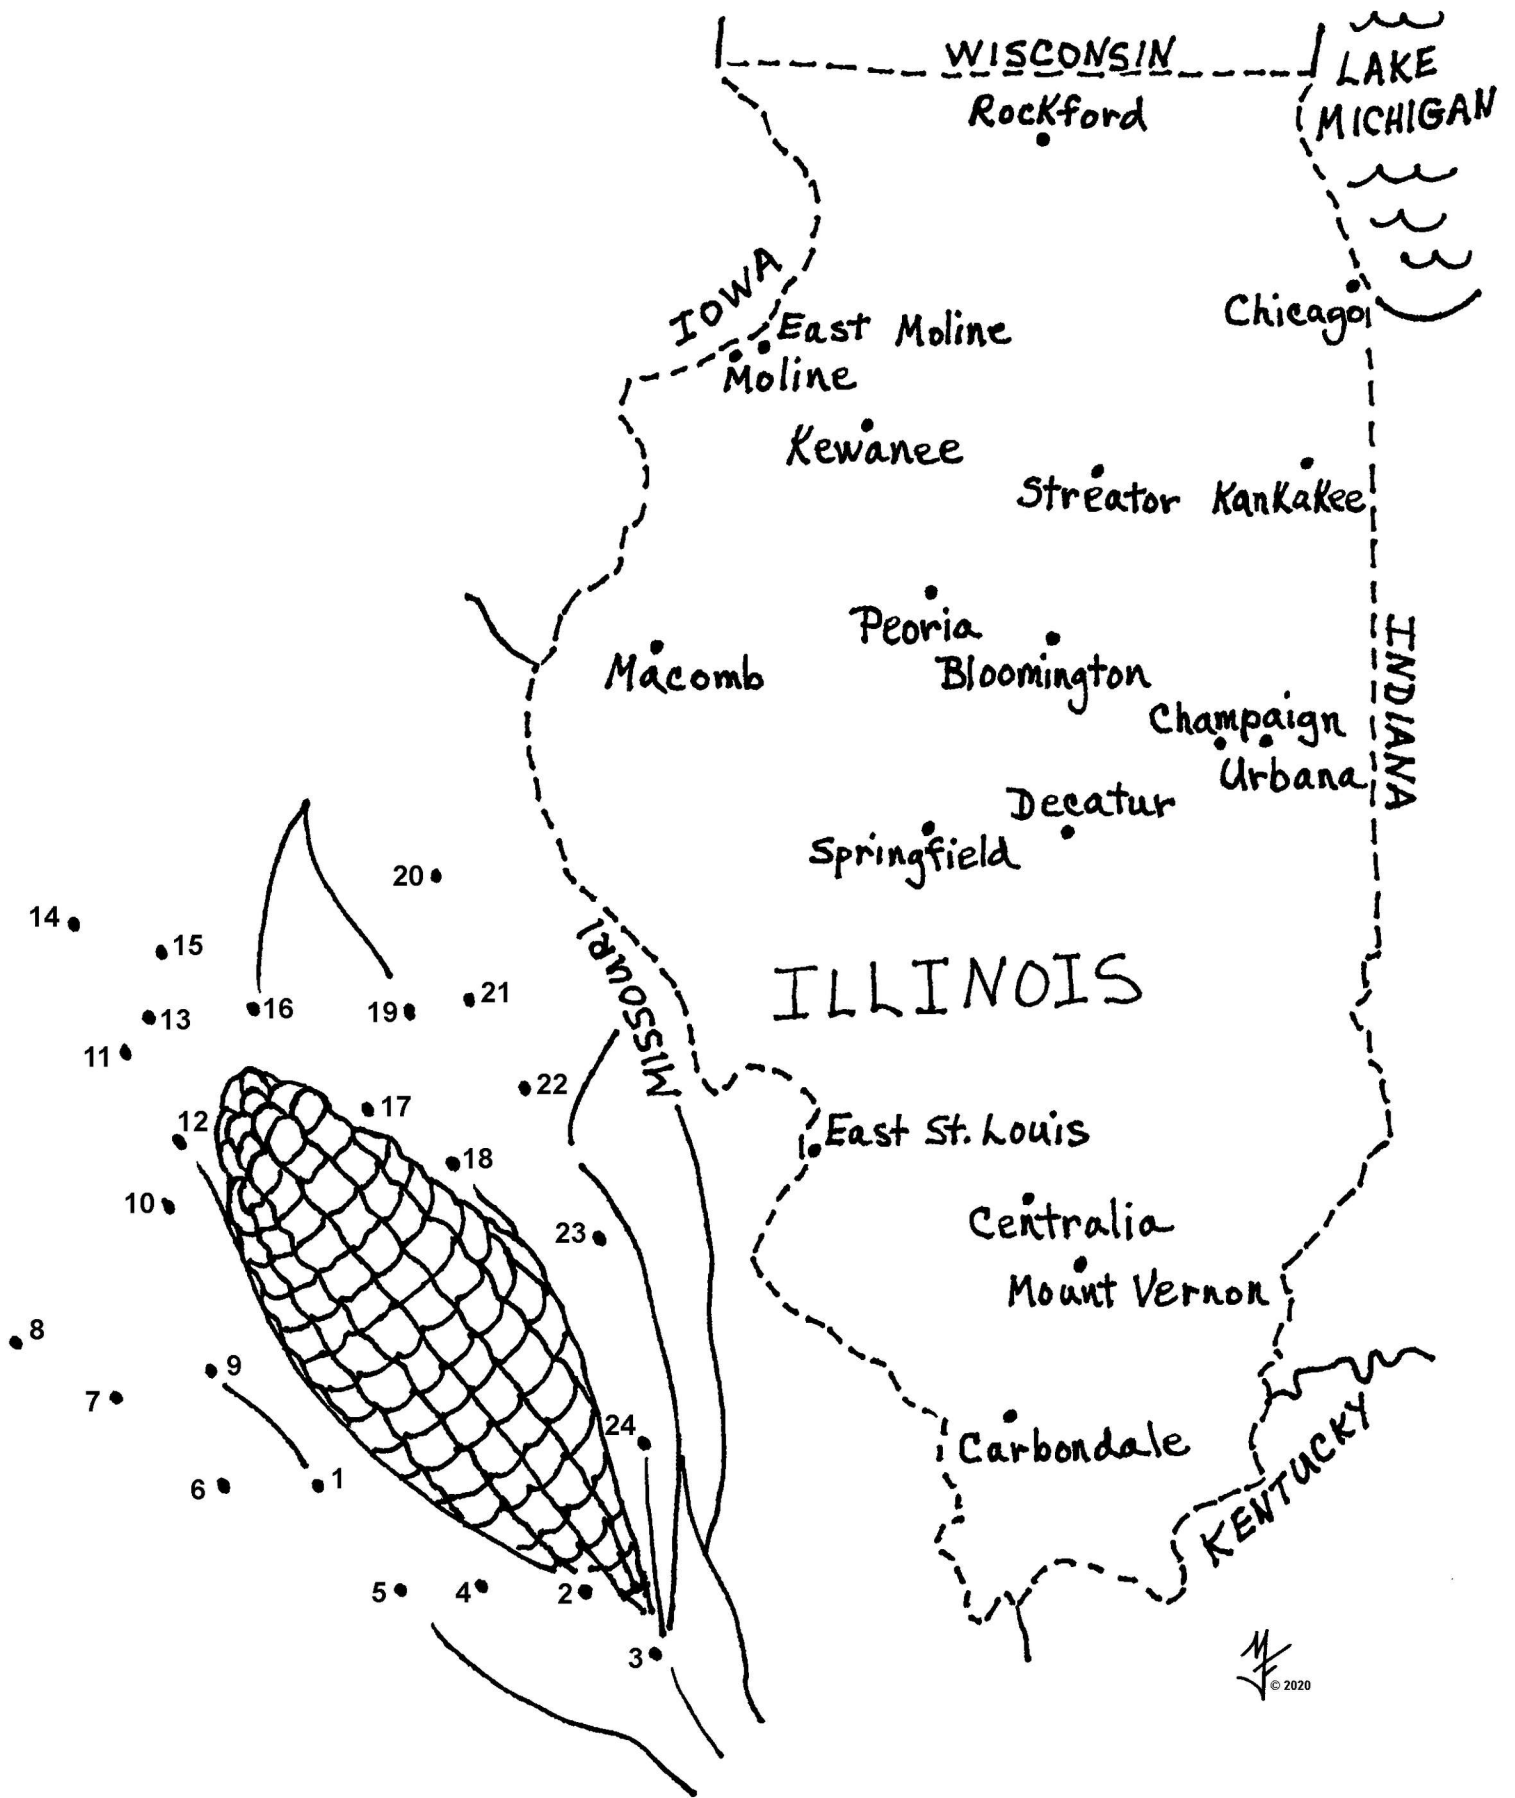 WISCONSIN
LAKE
MICHIGAN
Rockford
IOWA
East Moline
Moline
Chicago
Kewanee
Streator
Kankakee
Peoria
Macomb
Bloomington
INDIANA
Champaign
Urbana
Decatur
Springfield
MISSOURI
ILLINOIS
East St. Louis
Centralia
Mount Vernon
Carbondale
KENTUCKY
20
14
15
16
19
21
13
11
22
17
12
18
10
23
8
9
7
24
6
1
5
4
2
3
MF
© 2020